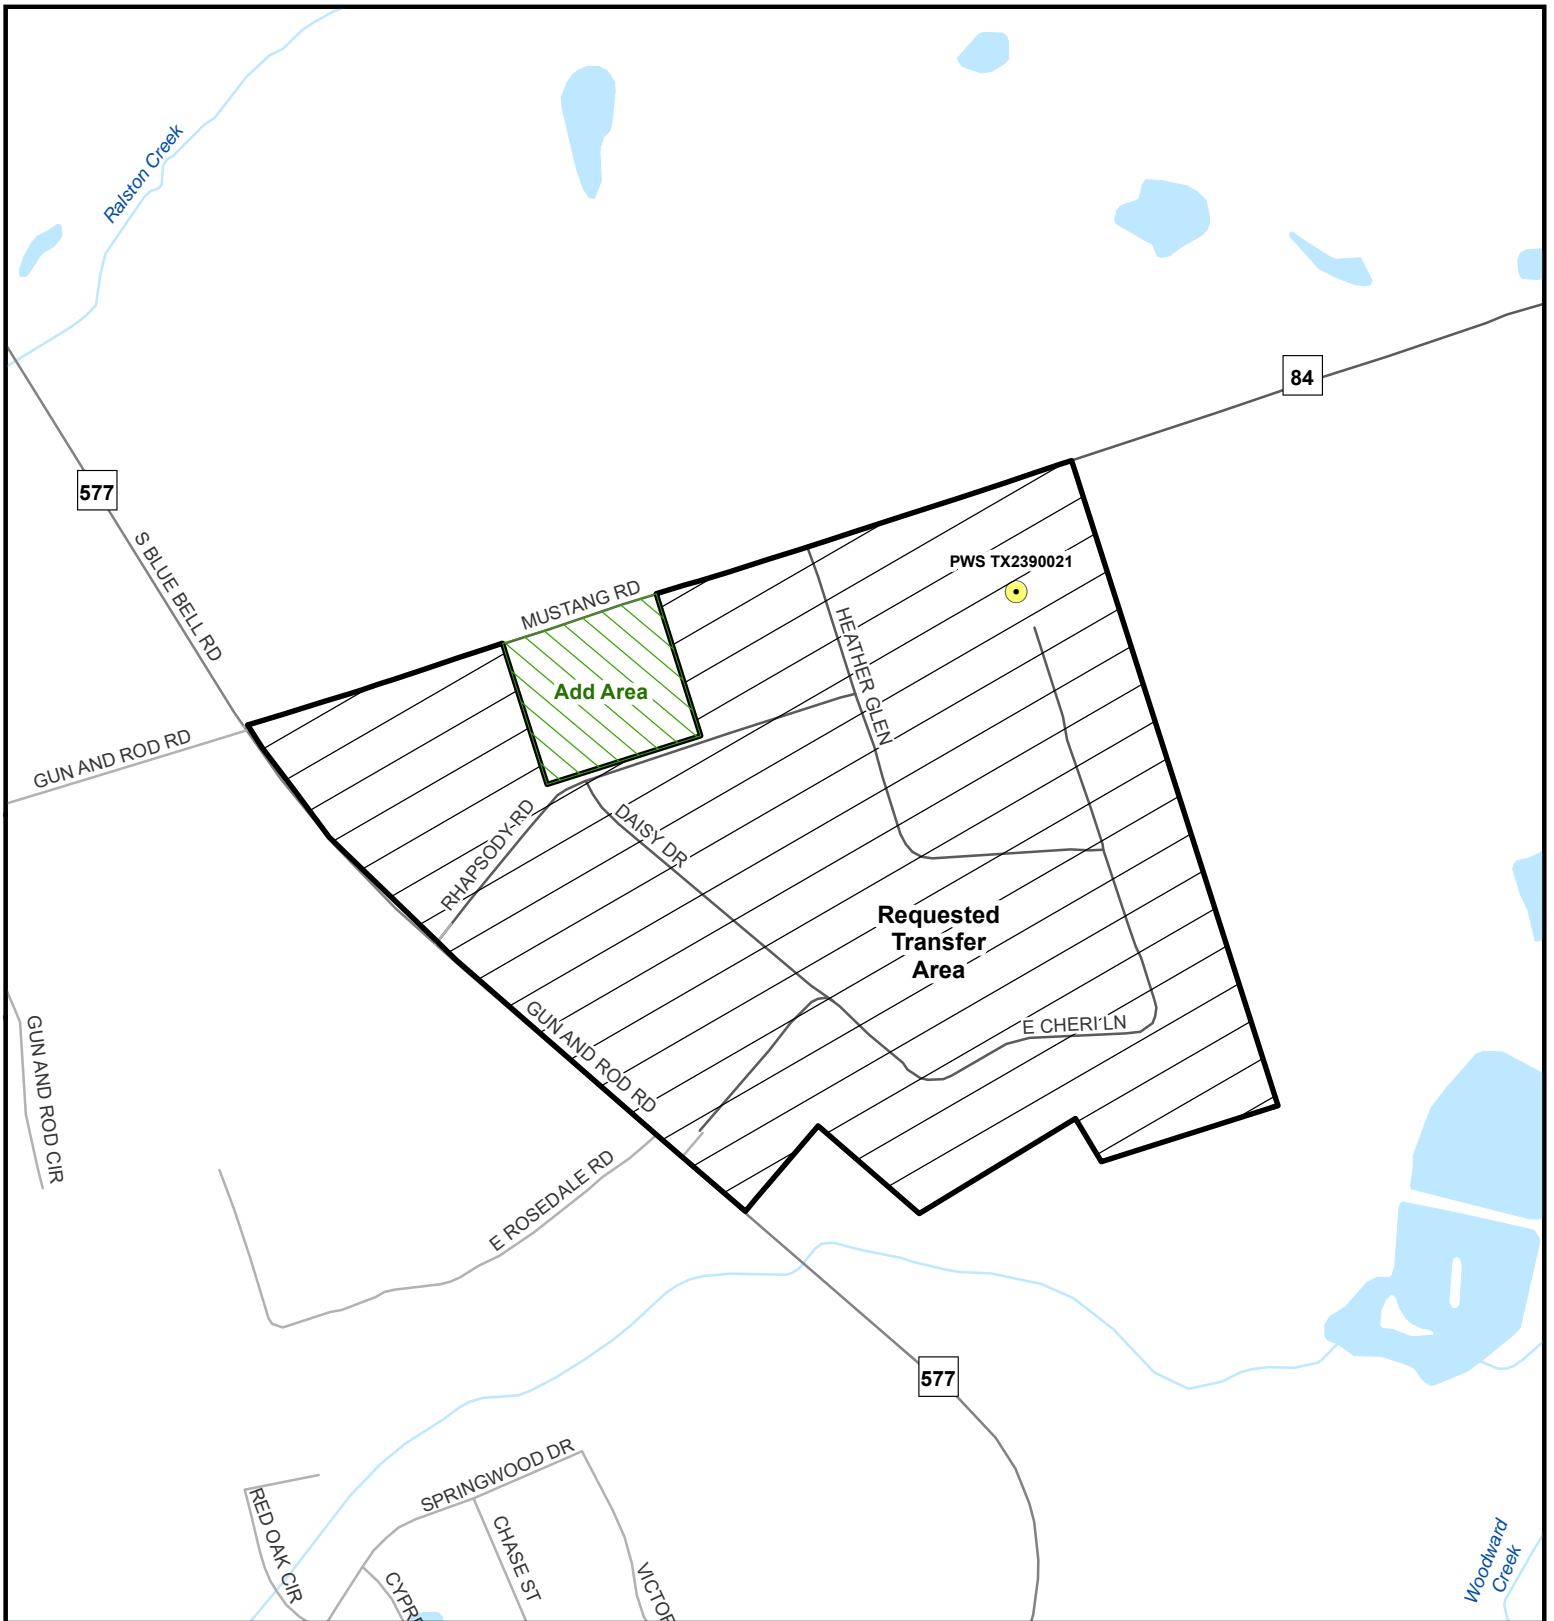 Ralston Creek
84
577
S BLUE BELL RD
PWS TX2390021
MUSTANG RD
HEATHER GLEN
Add Area
GUN AND ROD RD
RHAPSODY RD
DAISY DR
Requested
Transfer
Area
GUN AND ROD RD
E CHERI LN
GUN AND ROD CIR
E ROSEDALE RD
577
SPRINGWOOD DR
RED OAK CIR
CHASE ST
CYPR
VICTOR
Woodward
Creek